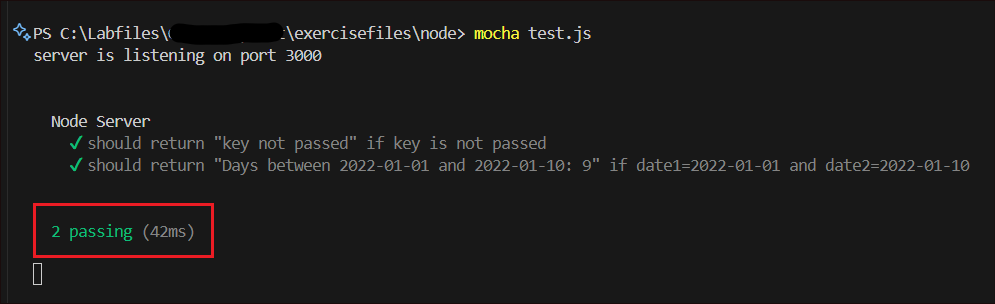 PS C:\Labfiles\ \exercisefiles\node> mocha test.js
server is listening on port 3000
Node Server
✓ should return "key not passed" if key is not passed
✓ should return "Days between 2022-01-01 and 2022-01-10: 9" if date1=2022-01-01 and date2=2022-01-10
2 passing (42ms)